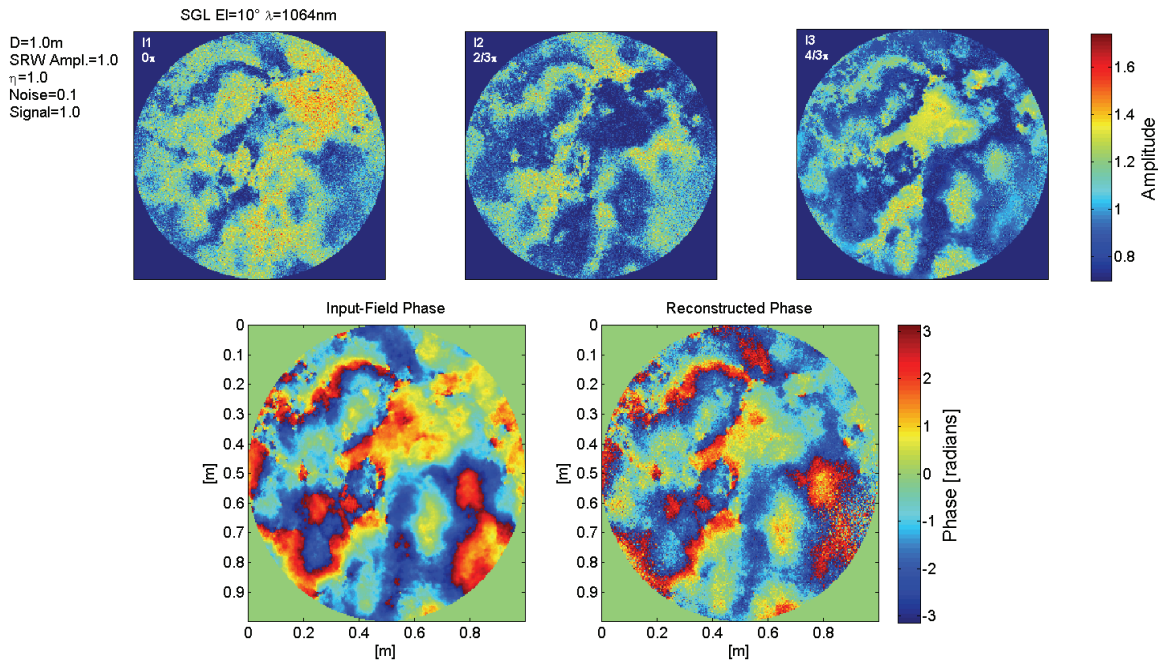 SGL El=10° λ=1064nm
D=1.0m
SRW Ampl.=1.0
η=1.0
Noise=0.1
Signal=1.0
I1
0π
I2
2/3π
I3
4/3π
1.6
1.4
1.2
1
0.8
Amplitude
Input-Field Phase
0
0.1
0.2
0.3
0.4
0.5
0.6
0.7
0.8
0.9
[m]
0 0.2 0.4 0.6 0.8
[m]
Reconstructed Phase
0
0.1
0.2
0.3
0.4
0.5
0.6
0.7
0.8
0.9
[m]
0 0.2 0.4 0.6 0.8
[m]
3
2
1
0
-1
-2
-3
Phase [radians]